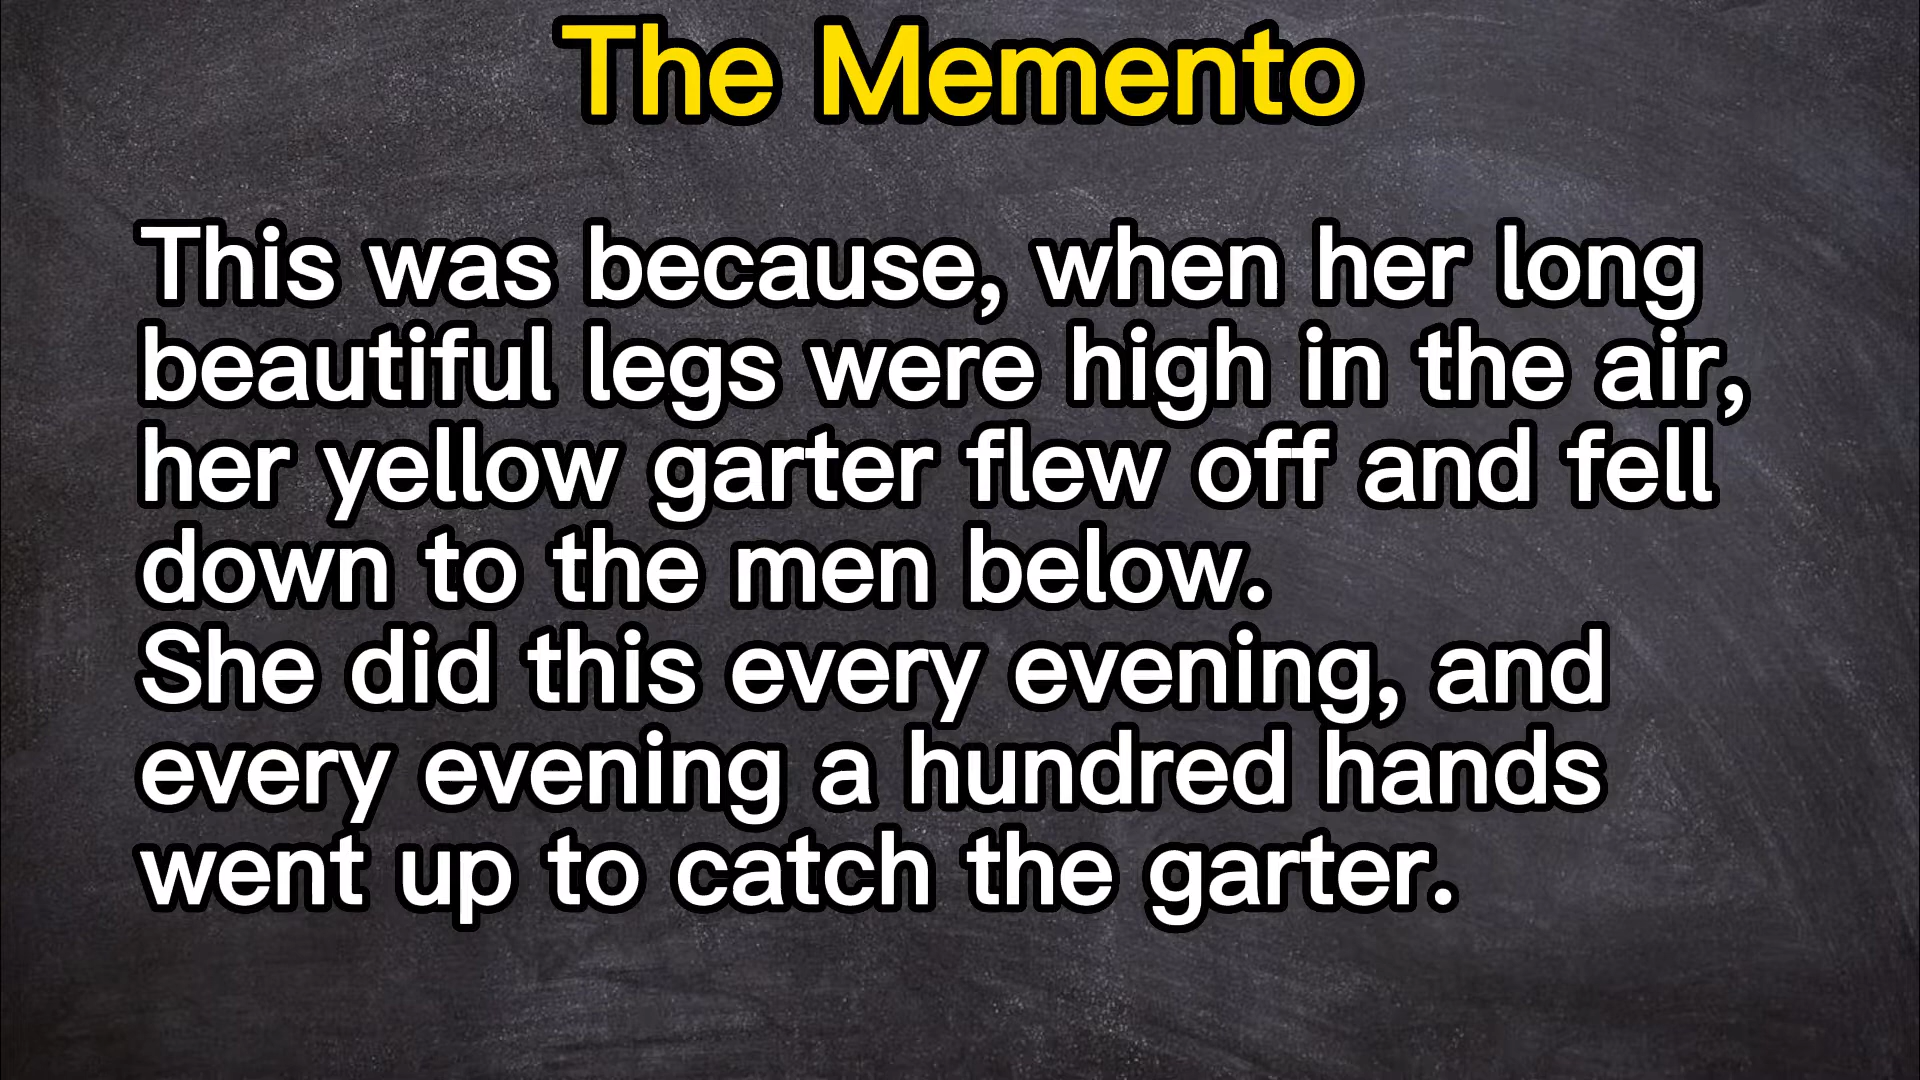 The Memento
This was because, when her long
beautiful legs were high in the air,
her yellow garter flew off and fell
down to the men below.
She did this every evening, and
every evening a hundred hands
went up to catch the garter.